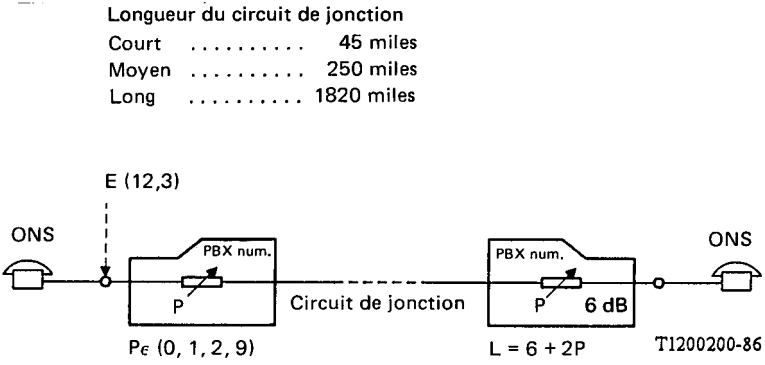 Longueur du circuit de jonction
Court .......... 45 miles
Moyen .......... 250 miles
Long .......... 1820 miles
E (12,3)
ONS
PBX num.
P
Circuit de jonction
PBX num.
P
6 dB
ONS
Pϵ (0, 1, 2, 9)
L = 6 + 2P
T1200200-86